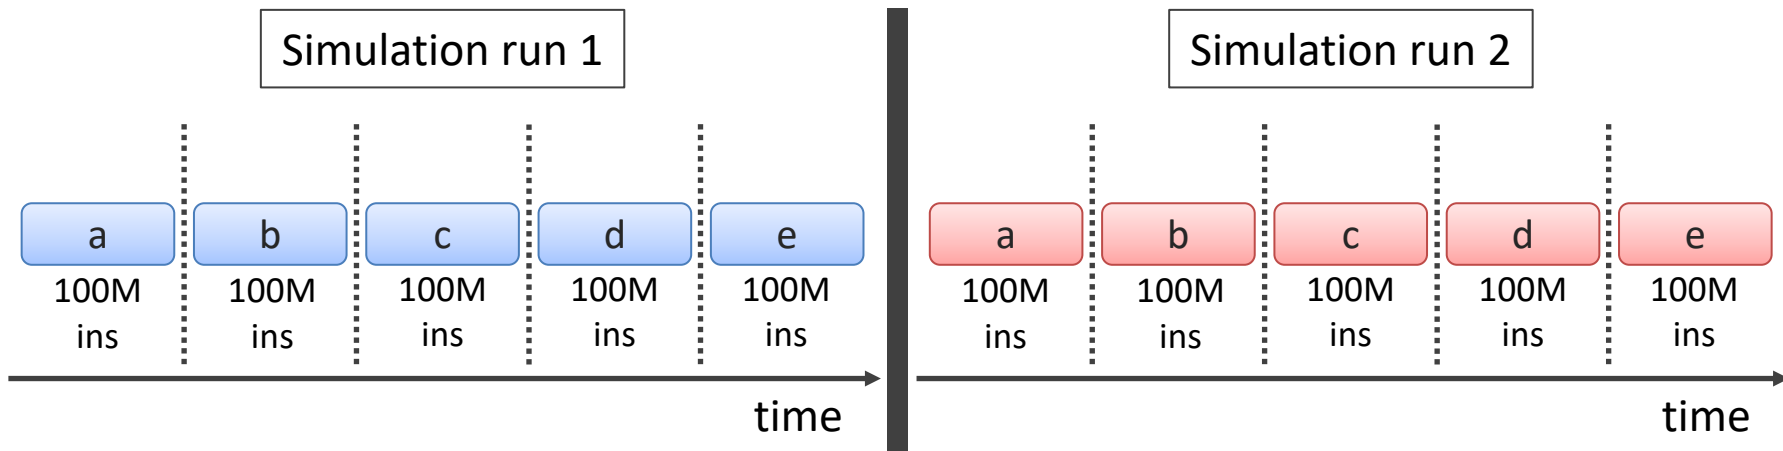 Simulation run 1
a
b
c
d
e
100M
ins
100M
ins
100M
ins
100M
ins
100M
ins
time
Simulation run 2
a
b
c
d
e
100M
ins
100M
ins
100M
ins
100M
ins
100M
ins
time